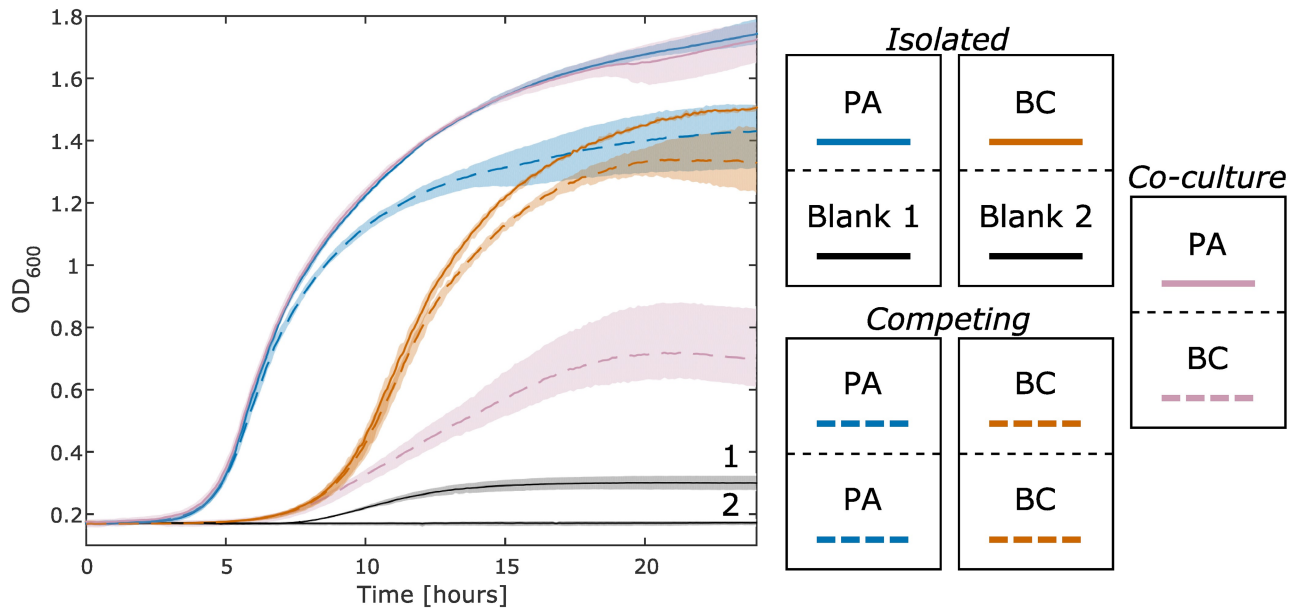 1.8
1.6
1.4
1.2
1
0.8
0.6
0.4
0.2
OD600
0 5 10 15 20
Time [hours]
1
2
Isolated
PA BC
Blank 1 Blank 2
Competing
PA BC
PA BC
Co-culture
PA
BC